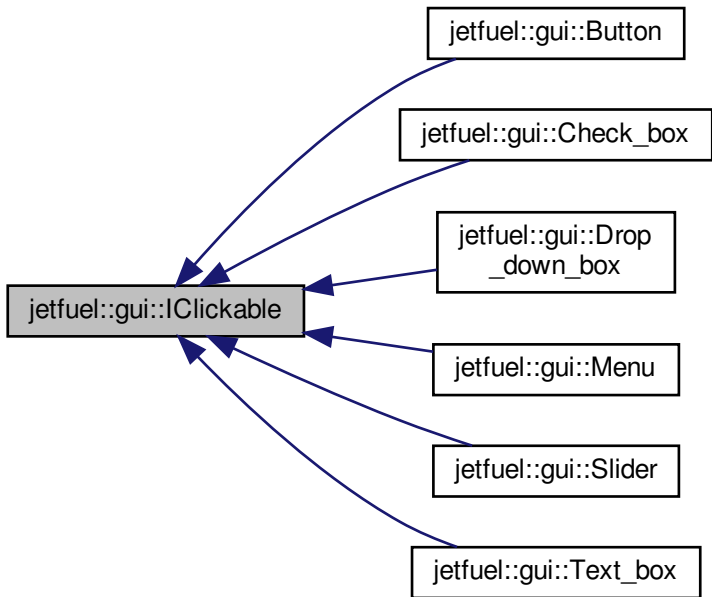 jetfuel::gui::Button
jetfuel::gui::Check_box
jetfuel::gui::Drop
_down_box
jetfuel::gui::IClickable
jetfuel::gui::Menu
jetfuel::gui::Slider
jetfuel::gui::Text_box